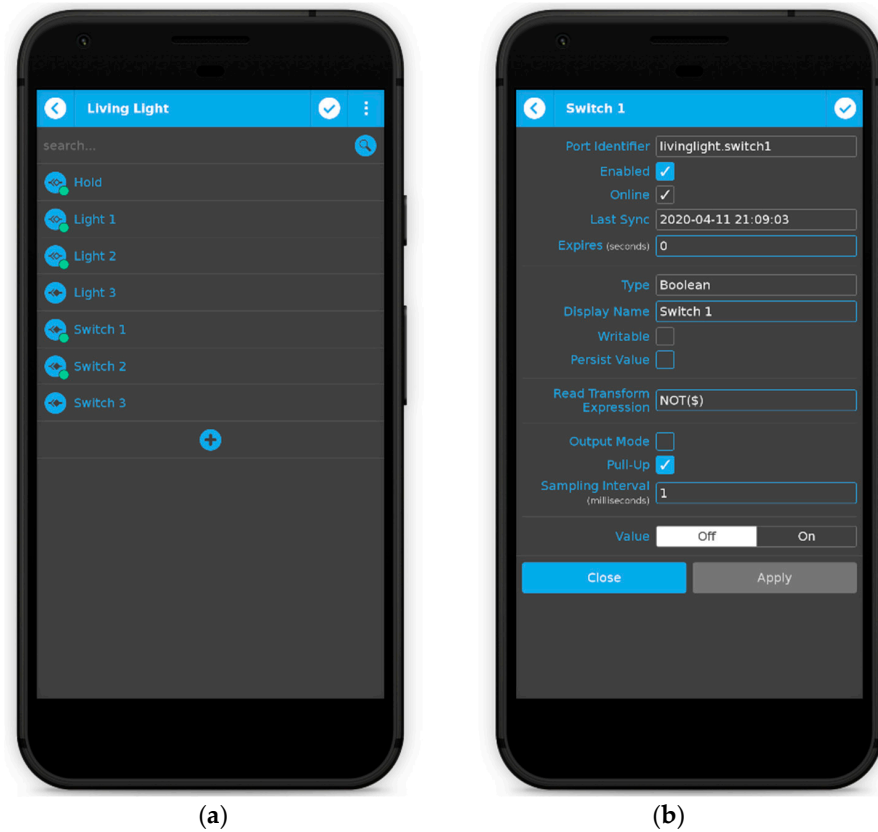 Living Light
search...
Hold
Light 1
Light 2
Light 3
Switch 1
Switch 2
Switch 3
(a)
Switch 1
Port Identifier livinglight.switch1
Enabled
Online
Last Sync 2020-04-11 21:09:03
Expires (seconds) 0
Type Boolean
Display Name Switch 1
Writable
Persist Value
Read Transform
Expression NOT($)
Output Mode
Pull-Up
Sampling Interval
(milliseconds) 1
Value Off On
Close Apply
(b)